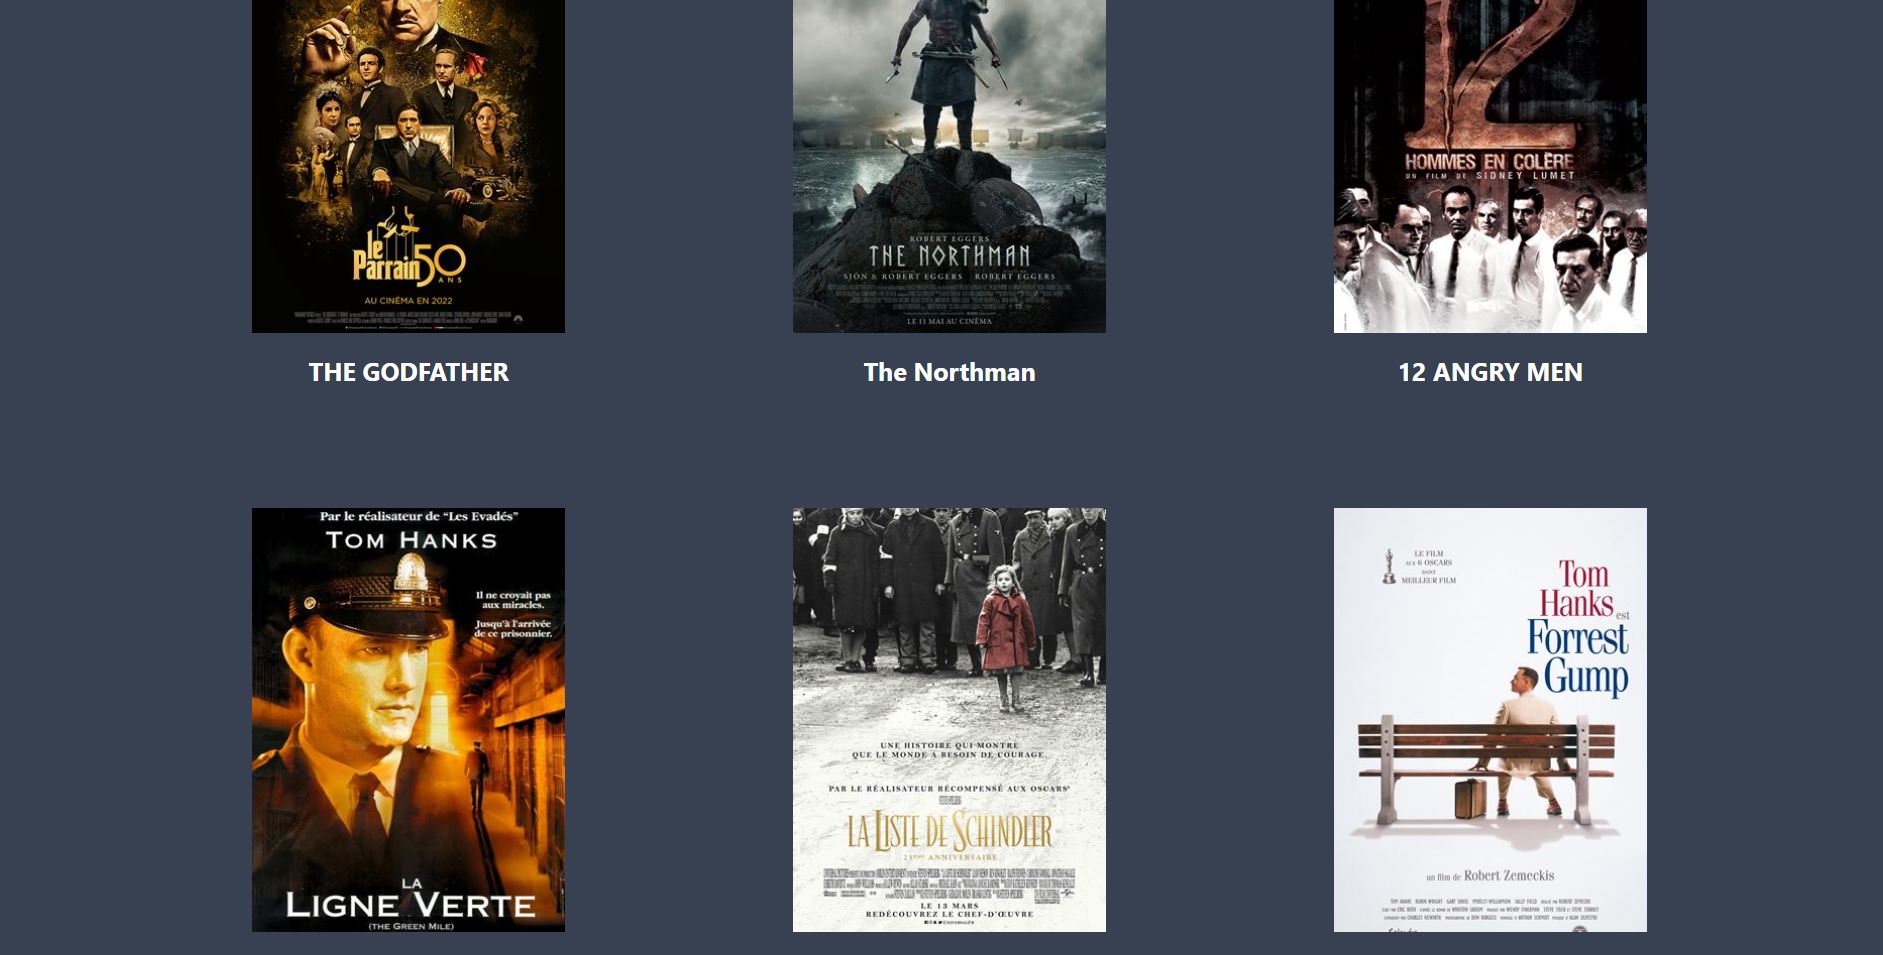 le
Parrain 50
ANS
AU CINÉMA EN 2022
ROBERT EGGERS
THE NORTHMAN
SJÓN & ROBERT EGGERS ROBERT EGGERS
LE 11 MAI AU CINÉMA
12
HOMMES EN COLÈRE
UN FILM DE SIDNEY LUMET
THE GODFATHER
The Northman
12 ANGRY MEN
Par le réalisateur de “Les Evadés”
TOM HANKS
Il ne croyait pas
aux miracles.
Jusqu'à l'arrivée
de ce prisonnier.
LA
LIGNE VERTE
(THE GREEN MILE)
UNE HISTOIRE QUI MONTRE
QUE LE MONDE A BESOIN DE COURAGE.
PAR LE RÉALISATEUR RÉCOMPENSÉ AUX OSCARS®
LA LISTE DE SCHINDLER
25ÈME ANNIVERSAIRE
LE 13 MARS
REDÉCOUVREZ LE CHEF-D'ŒUVRE
LE FILM
AUX 6 OSCARS
DONT
MEILLEUR FILM
Tom
Hanks est
Forrest
Gump
un film de Robert Zemeckis